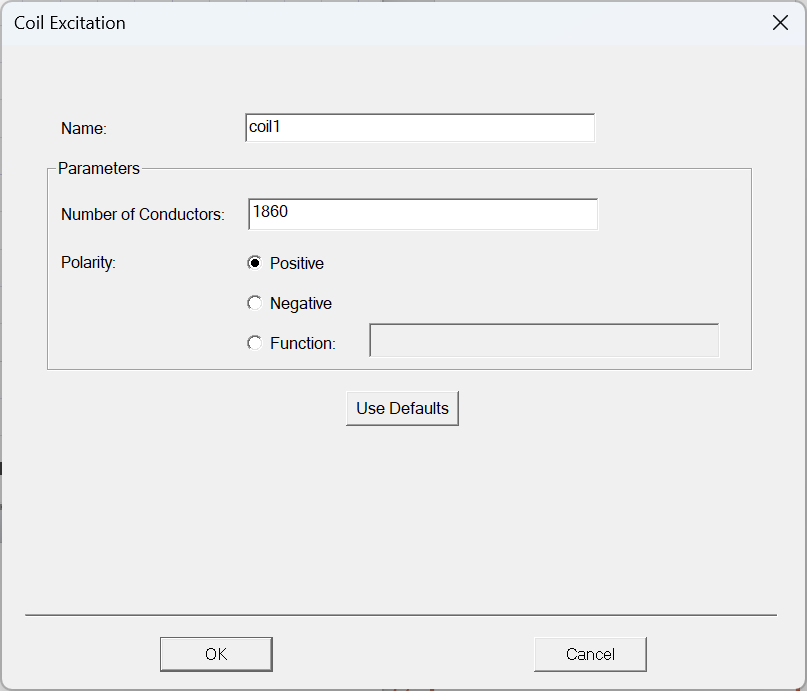 Coil Excitation
Name:
coil1
Parameters
Number of Conductors:
1860
Polarity:
Positive
Negative
Function:
Use Defaults
OK
Cancel